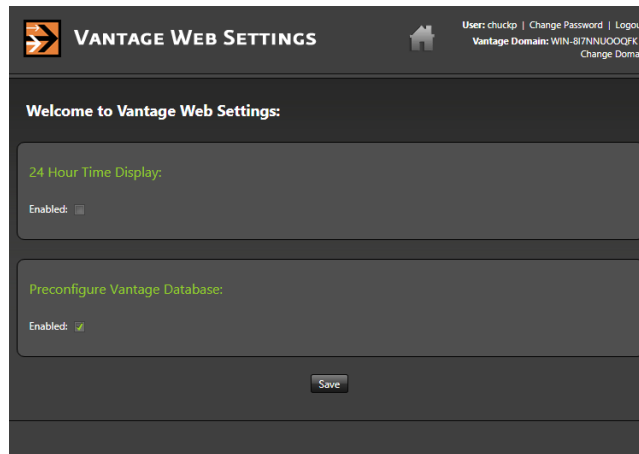 VANTAGE WEB SETTINGS
User: chuckp | Change Password | Logou
Vantage Domain: WIN-8I7NNUOOQFK
Change Doma
Welcome to Vantage Web Settings:
24 Hour Time Display:
Enabled:
Preconfigure Vantage Database:
Enabled:
Save